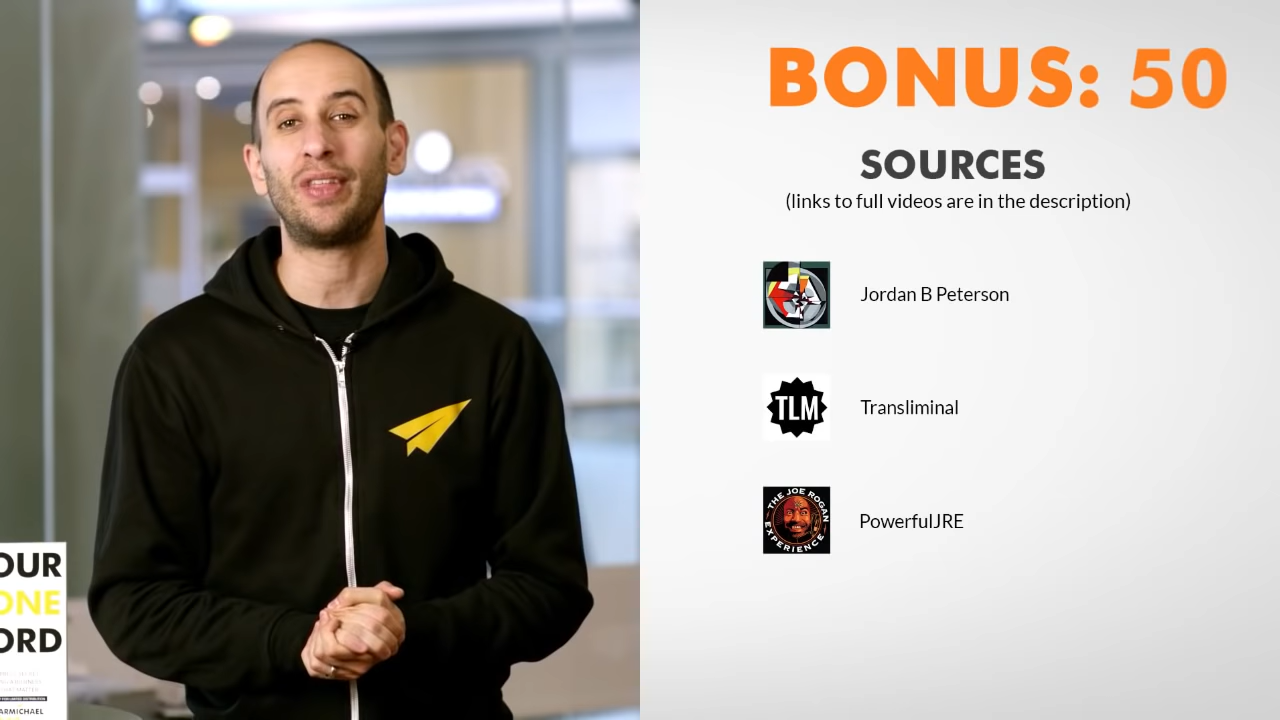 BONUS: 50
SOURCES
(links to full videos are in the description)
Jordan B Peterson
TLM
Transliminal
THE JOE ROGAN
EXPERIENCE
PowerfulJRE
OUR
ONE
ORD
ARMICHAEL